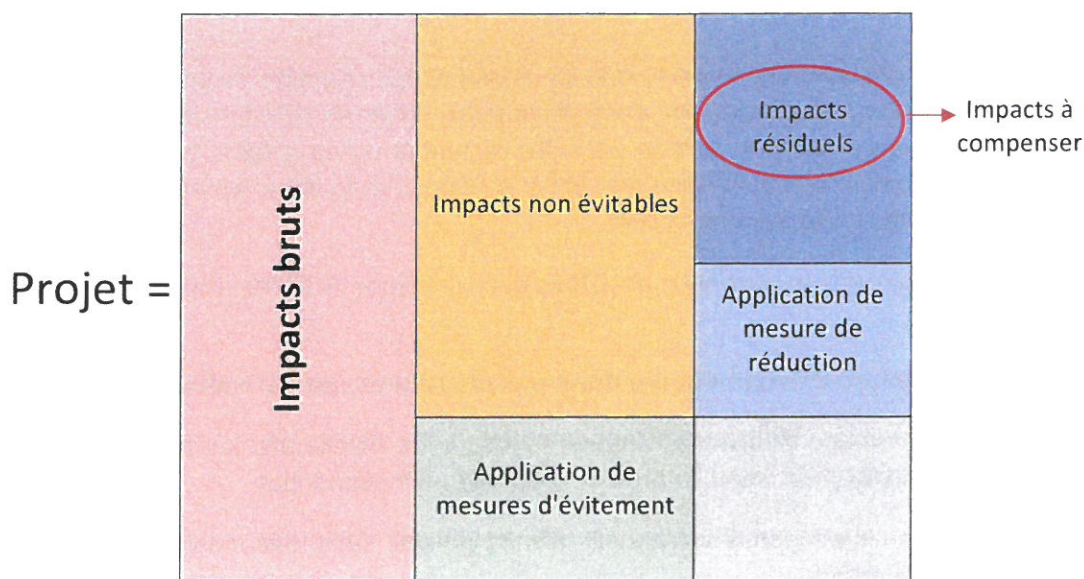 Projet =
Impacts bruts
Impacts non évitables
Application de
mesures d'évitement
Impacts
résiduels
Application de
mesure de
réduction
Impacts à
compenser